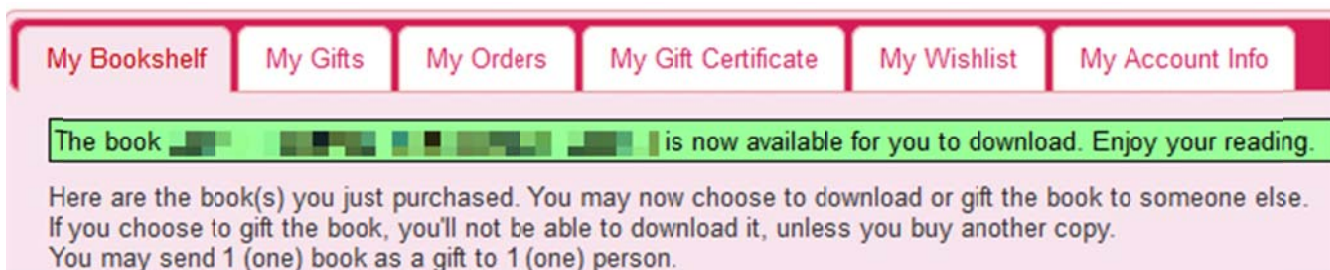 My Bookshelf My Gifts My Orders My Gift Certificate My Wishlist My Account Info
The book is now available for you to download. Enjoy your reading.
Here are the book(s) you just purchased. You may now choose to download or gift the book to someone else.
If you choose to gift the book, you'll not be able to download it, unless you buy another copy.
You may send 1 (one) book as a gift to 1 (one) person.